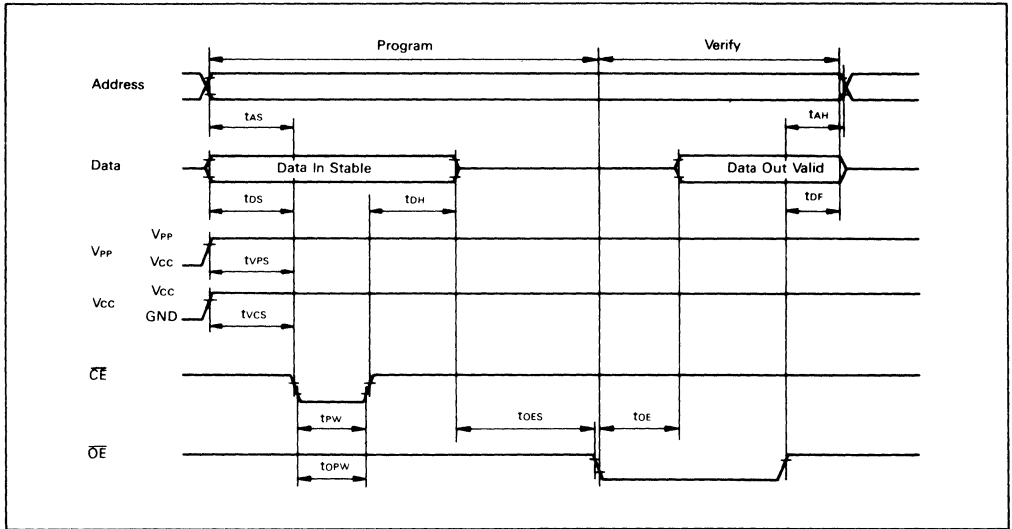 Program Verify
Address
tAS tAH
Data Data In Stable Data Out Valid
tDS tDH tDF
VPP VPP
VCC
tVPS
VCC VCC
GND
tVCS
CE
tPW tOES tOE
OE
tOPW